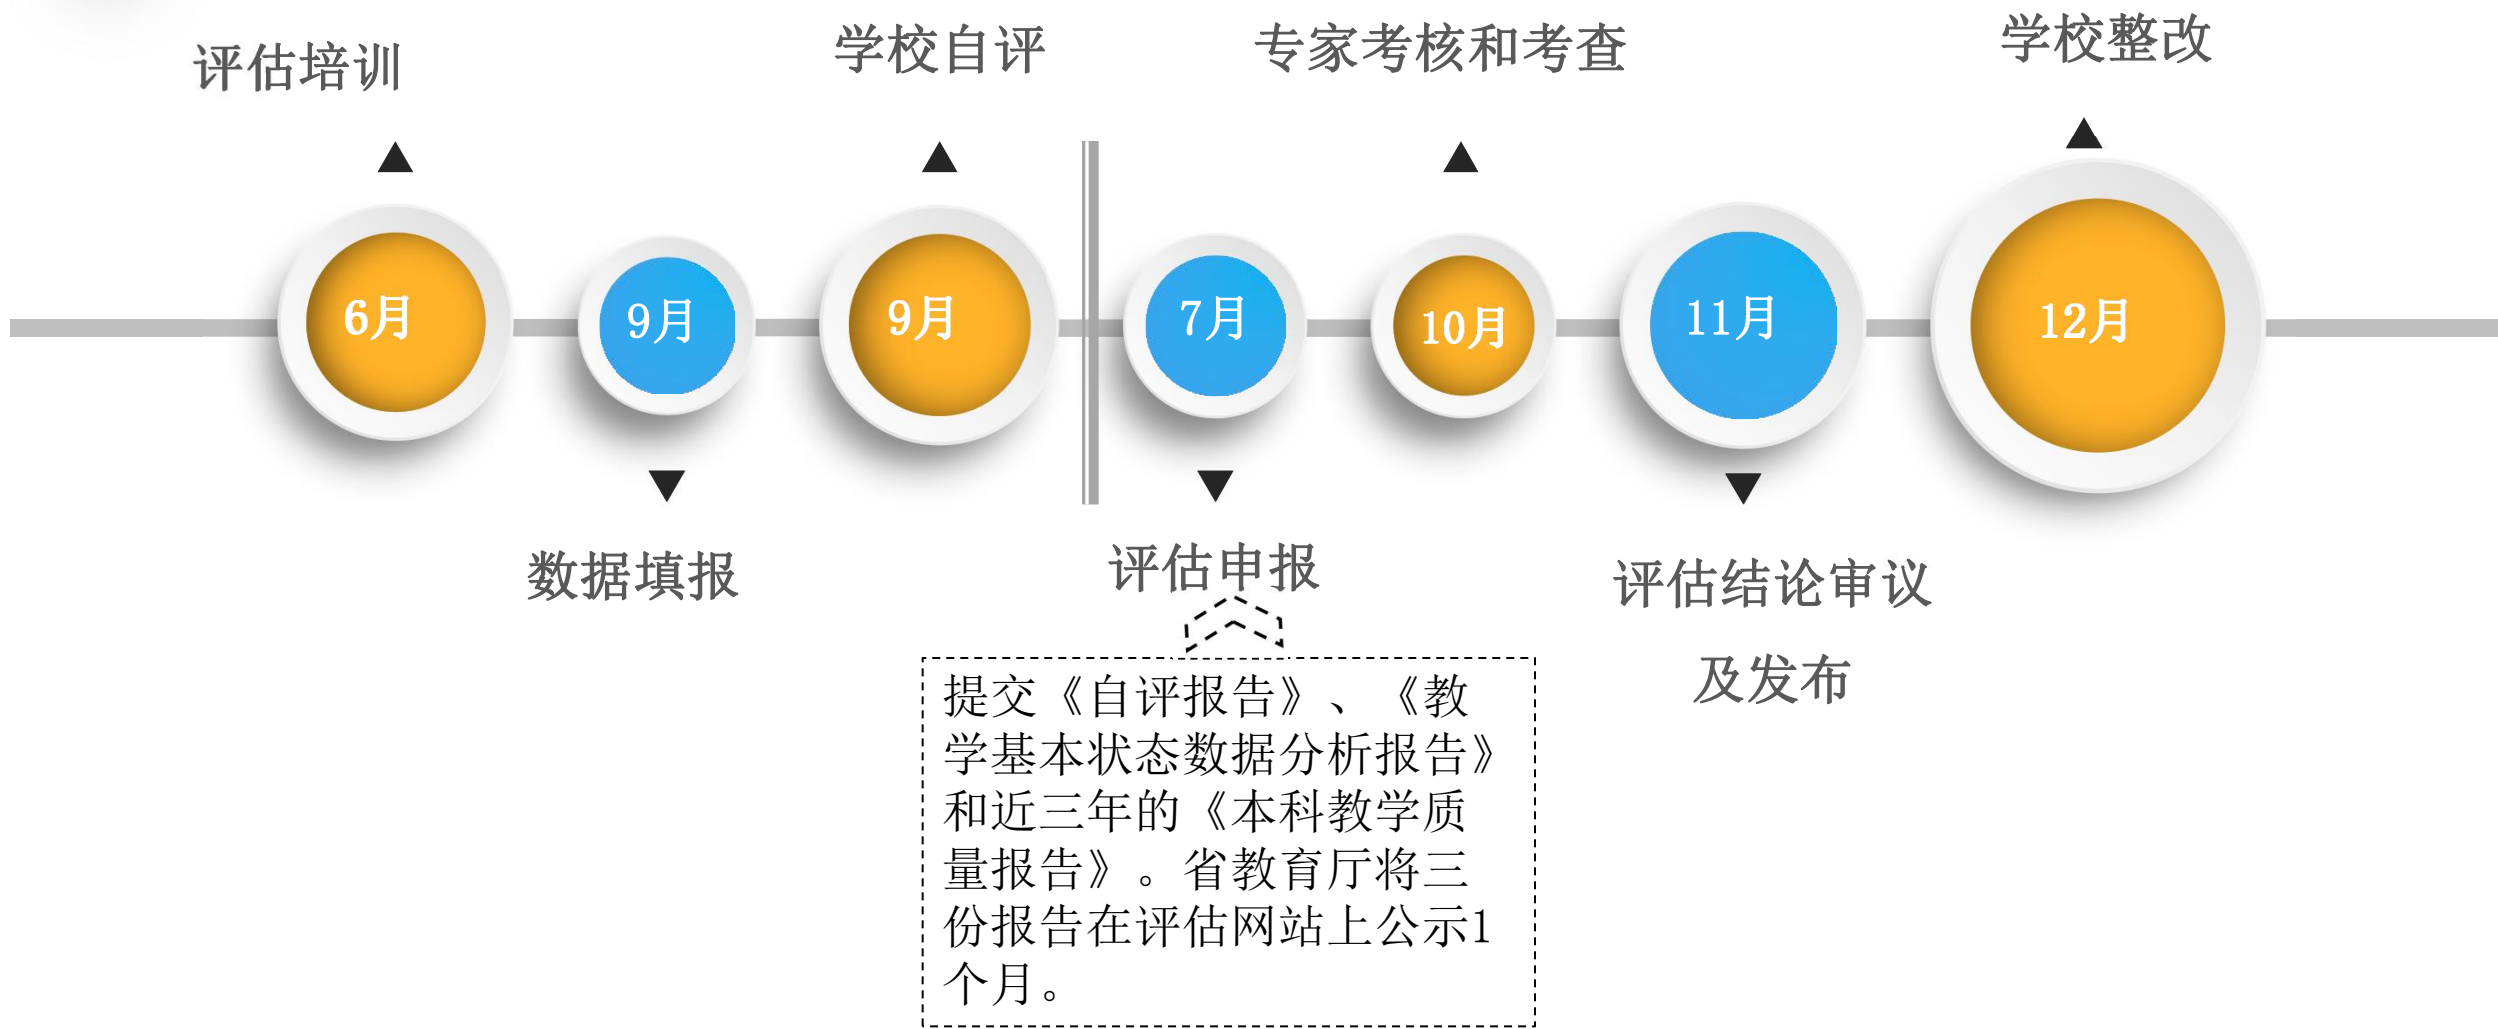 评估培训
学校自评
专家考核和考查
学校整改
6月
9月
9月
7月
10月
11月
12月
数据填报
评估申报
评估结论审议
及发布
提交《自评报告》、《教
学基本状态数据分析报告》
和近三年的《本科教学质
量报告》。省教育厅将三
份报告在评估网站上公示1
个月。